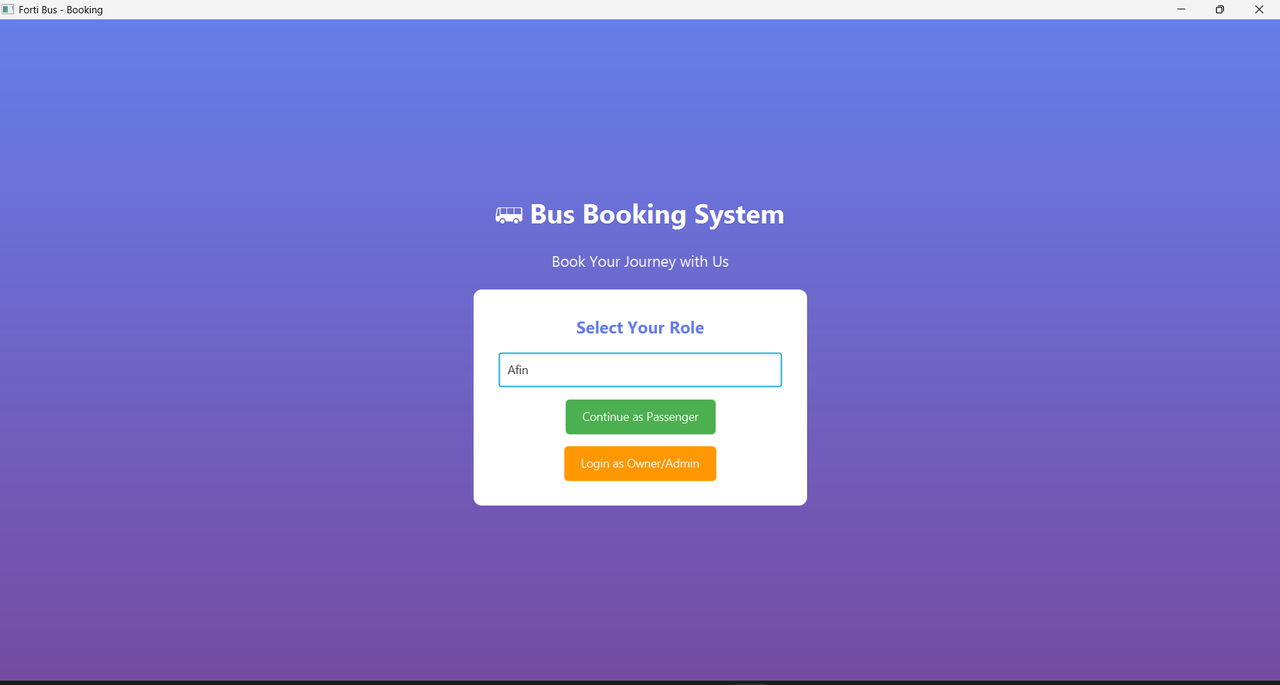 Forti Bus - Booking
Bus Booking System
Book Your Journey with Us
Select Your Role
Afin
Continue as Passenger
Login as Owner/Admin